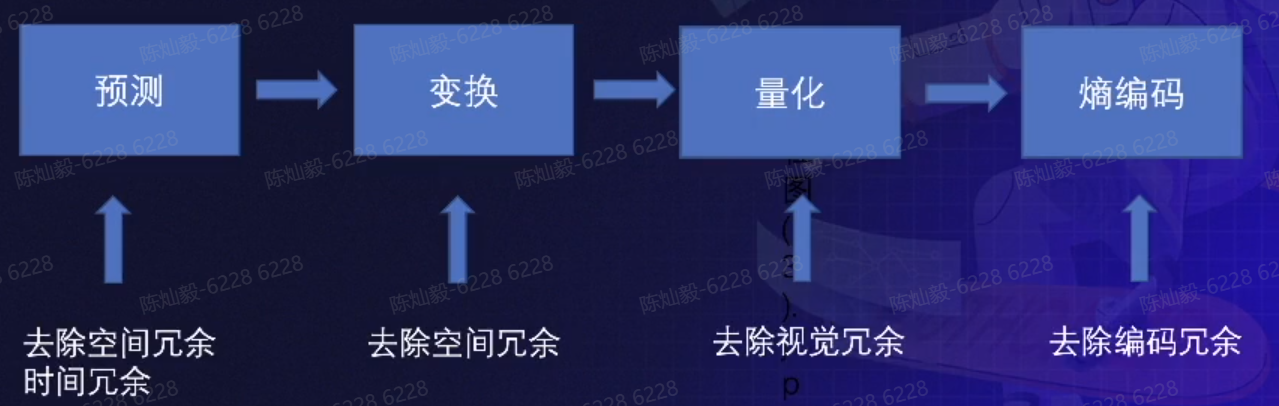 预测
变换
量化
熵编码
去除空间冗余
时间冗余
去除空间冗余
去除视觉冗余
去除编码冗余
图
(
3
)
.
p
陈灿毅-6228 6228